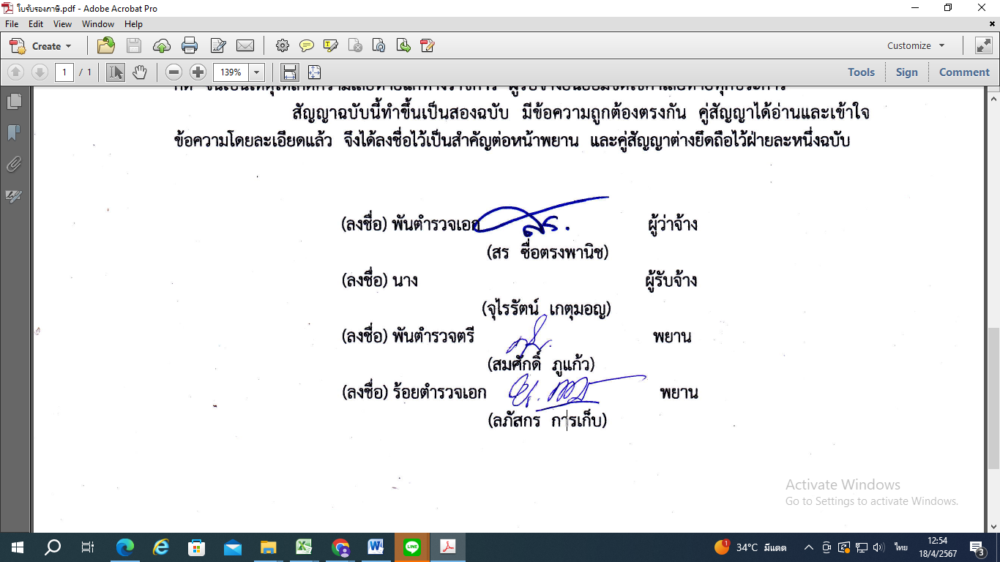 ใบรับรองภาษี.pdf - Adobe Acrobat Pro
File Edit View Window Help
Create Customize
1 / 1 139% Tools Sign Comment
สัญญาฉบับนี้ทำขึ้นเป็นสองฉบับ มีข้อความถูกต้องตรงกัน คู่สัญญาได้อ่านและเข้าใจ
ข้อความโดยละเอียดแล้ว จึงได้ลงชื่อไว้เป็นสำคัญต่อหน้าพยาน และคู่สัญญาต่างยึดถือไว้ฝ่ายละหนึ่งฉบับ
(ลงชื่อ) พันตำรวจเอก สร. ผู้ว่าจ้าง
(สร ซื่อตรงพานิช)
(ลงชื่อ) นาง ผู้รับจ้าง
(จุไรรัตน์ เกตุมอญ)
(ลงชื่อ) พันตำรวจตรี พยาน
(สมศักดิ์ ภูแก้ว)
(ลงชื่อ) ร้อยตำรวจเอก พยาน
(ลภัสกร การเก็บ)
Activate Windows
Go to Settings to activate Windows.
34°C มีแดด ไทย 12:54
18/4/2567 3